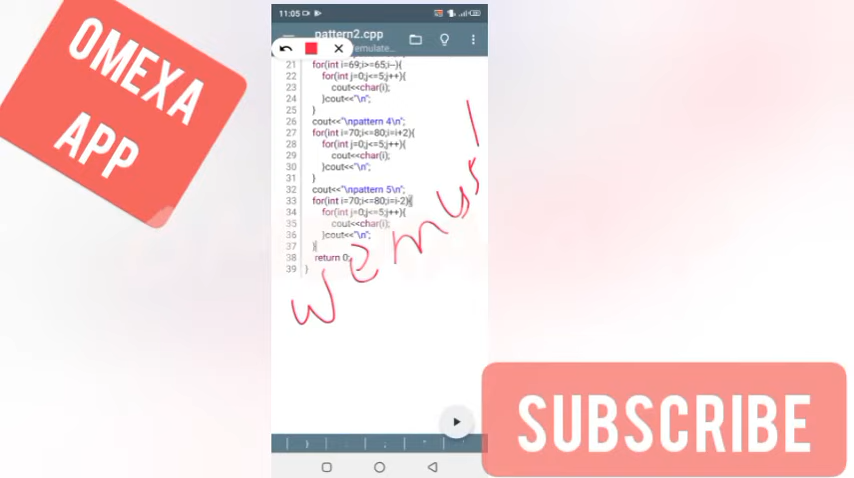 OMEXA
APP
11:05
pattern2.cpp
/emulate...
21 for(int i=69;i>=65;i--){
22 for(int j=0;j<=5;j++){
23 cout<<char(i);
24 }cout<<"\n";
25 }
26 cout<<"\npattern 4\n";
27 for(int i=70;i<=80;i=i+2){
28 for(int j=0;j<=5;j++){
29 cout<<char(i);
30 }cout<<"\n";
31 }
32 cout<<"\npattern 5\n";
33 for(int i=70;i<=80;i=i-2){
34 for(int j=0;j<=5;j++){
35 cout<<char(i);
36 }cout<<"\n";
37 }
38 return 0;
39 }
we mus
SUBSCRIBE